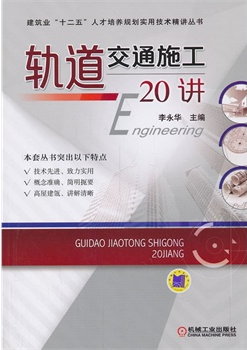 建筑业“十二五”人才培养规划实用技术精讲丛书
轨道交通施工
20讲
李永华 主编
Engineering
本套丛书突出以下特点
✓ 技术先进、致力实用
✓ 概念准确、简明扼要
✓ 高屋建瓴、讲解清晰
GUIDAO JIAOTONG SHIGONG
20JIANG
机械工业出版社
CHINA MACHINE PRESS